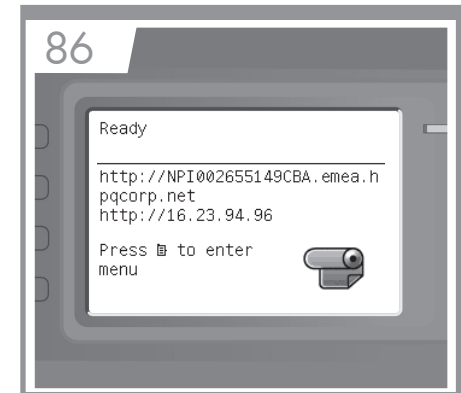 86
Ready
http://NPI002655149CBA.emea.h
pqcorp.net
http://16.23.94.96
Press to enter
menu